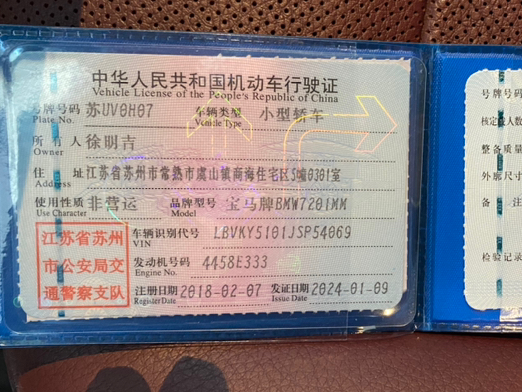 中华人民共和国机动车行驶证
Vehicle License of the People's Republic of China
号牌号码 苏UV0H07 车辆类型 小型轿车
Plate No. Vehicle Type
所有人 徐明吉
Owner
住址 江苏省苏州市常熟市虞山镇商海住宅区5幢0301室
Address
使用性质 非营运 品牌型号 宝马牌BMW7201MM
Use Character Model
江苏省苏州
市公安局交
通警察支队
车辆识别代号 LBVKY5101JSP54069
VIN
发动机号码 4458E333
Engine No.
注册日期 2018-02-07 发证日期 2024-01-09
Register Date Issue Date
号牌号码
核定载人数
整备质量
外廓尺寸
备注
检验记录